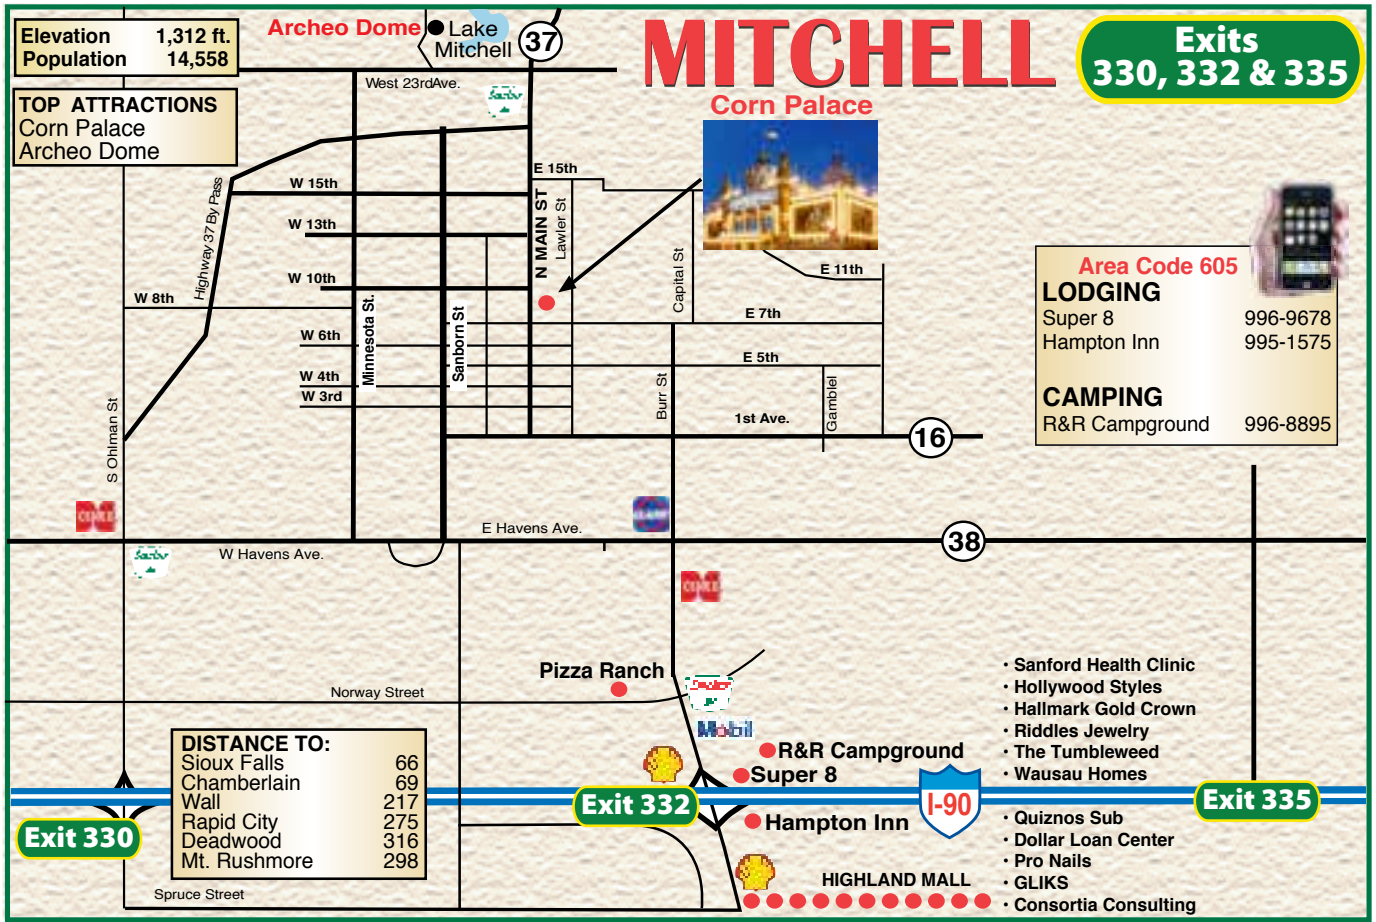 Elevation 1,312 ft.
Population 14,558
TOP ATTRACTIONS
Corn Palace
Archeo Dome
Archeo Dome
Lake
Mitchell
37
MITCHELL
Corn Palace
Exits
330, 332 & 335
West 23rdAve.
E 15th
W 15th
W 13th
W 10th
W 8th
W 6th
W 4th
W 3rd
Highway 37 By Pass
S Ohlman St
Minnesota St.
Sanborn St
N MAIN ST
Lawler St
Capital St
Burr St
Gamblel
E 11th
E 7th
E 5th
1st Ave.
16
Area Code 605
LODGING
Super 8 996-9678
Hampton Inn 995-1575
CAMPING
R&R Campground 996-8895
E Havens Ave.
W Havens Ave.
38
Pizza Ranch
Norway Street
Mobil
R&R Campground
Super 8
Hampton Inn
Exit 332
I-90
Exit 335
Exit 330
DISTANCE TO:
Sioux Falls 66
Chamberlain 69
Wall 217
Rapid City 275
Deadwood 316
Mt. Rushmore 298
Spruce Street
HIGHLAND MALL
· Sanford Health Clinic
· Hollywood Styles
· Hallmark Gold Crown
· Riddles Jewelry
· The Tumbleweed
· Wausau Homes
· Quiznos Sub
· Dollar Loan Center
· Pro Nails
· GLIKS
· Consortia Consulting